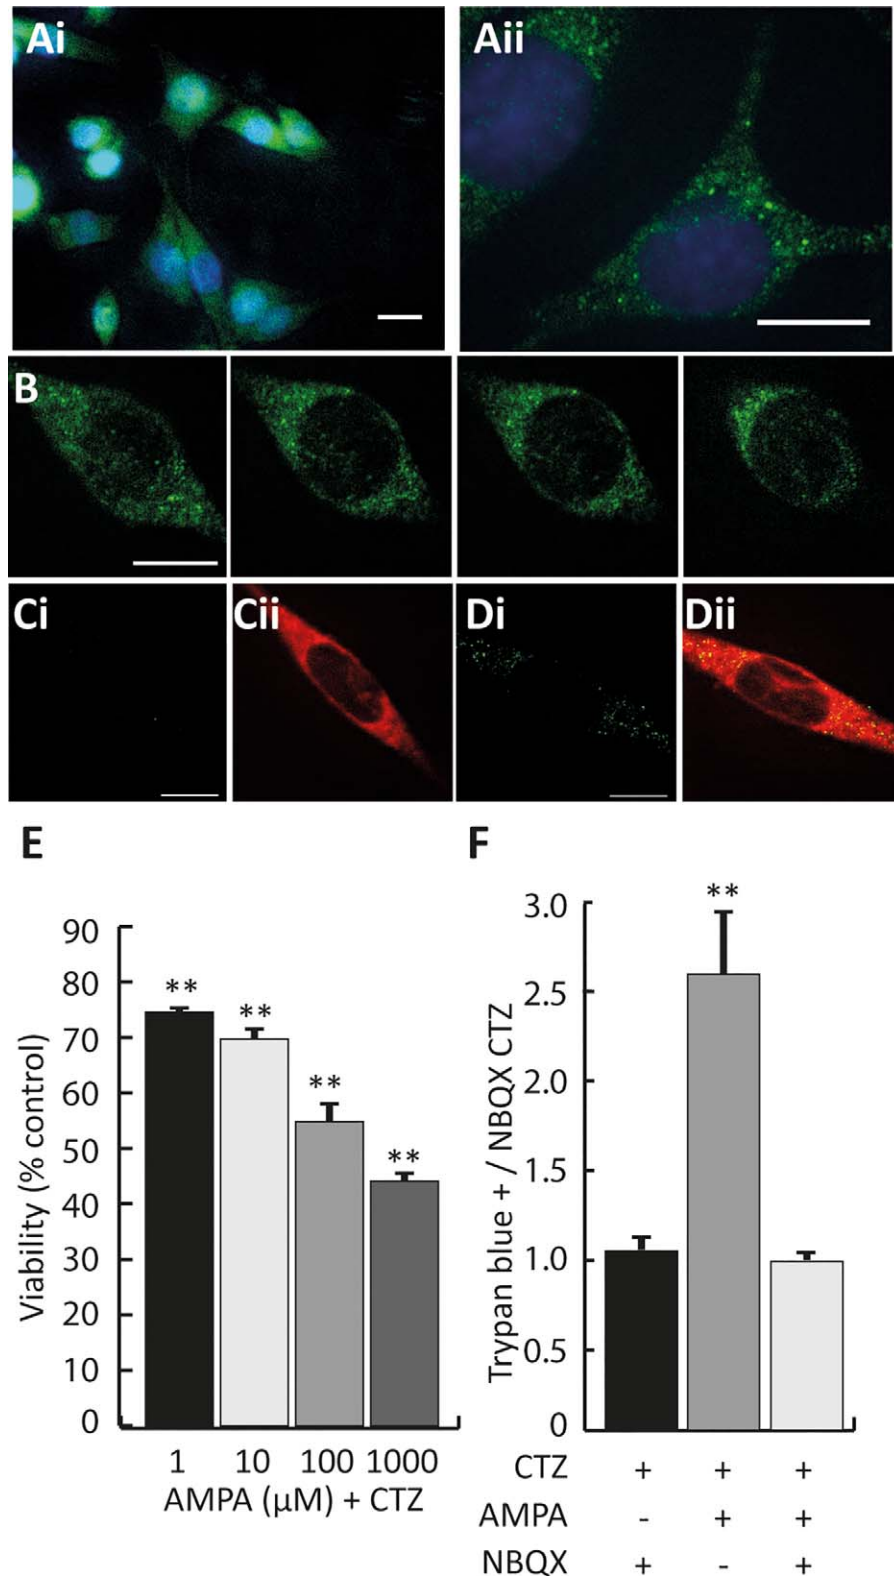 Ai
Aii
B
Ci
Cii
Di
Dii
E
F
90
80
70
60
50
40
30
20
10
0
Viability (% control)
** ** ** **
1 10 100 1000
AMPA (µM) + CTZ
3.0
2.5
2.0
1.5
1.0
0.5
0
Trypan blue + / NBQX CTZ
**
CTZ + + +
AMPA - + +
NBQX + - +